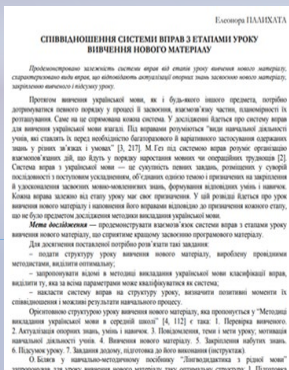 Елеонора ПАЛИХАТА
СПІВВІДНОШЕННЯ СИСТЕМИ ВПРАВ З ЕТАПАМИ УРОКУ
ВИВЧЕННЯ НОВОГО МАТЕРІАЛУ
Продемонстровано залежність системи вправ від етапів уроку вивчення нового матеріалу,
схарактеризовано види вправ, що відповідають актуалізації опорних знань засвоєнню нового матеріалу,
закріпленню вивченого і підсумку уроку.
Протягом вивчення української мови, як і будь-якого іншого предмета, потрібно
дотримуватися певного порядку у процесі її засвоєння, взаємозв'язку частин, планомірності їх
розташування. Саме на це спрямована кожна система. У дослідженні йдеться про систему вправ
для вивчення української мови взагалі. Під вправами розуміються "види навчальної діяльності
учнів, які ставлять їх перед необхідністю багаторазового й варіативного застосування одержаних
знань у різних зв'язках і умовах" [3, 217]. М. Гез під системою вправ розуміє організацію
взаємопов'язаних дій, що йдуть у порядку наростання мовних чи операційних труднощів [2].
Система вправ з української мови — це сукупність певних завдань, розміщених у суворій
послідовності з поступовим ускладненням, об'єднаних однією темою і призначених на закріплення
й удосконалення засвоєних мовно-мовленнєвих знань, формування відповідних умінь і навичок.
Кожна вправа залежно від етапу уроку має своє призначення. У цій розвідці йдеться про урок
вивчення нового матеріалу і наповнення його вправами відповідно до призначення кожного етапу,
що не було предметом дослідження методики викладання української мови.
Мета дослідження — продемонструвати взаємозв'язок системи вправ з етапами уроку
вивчення нового матеріалу, що сприятиме кращому засвоєнню програмового матеріалу.
Для досягнення поставленої потрібно розв'язати такі завдання:
– подати структуру уроку вивчення нового матеріалу, вироблену провідними
методистами, виділити оптимальну;
– запропонувати відомі в методиці викладання української мови класифікації вправ,
виділити ту, яка за всіма параметрами може кваліфікуватися як система;
– накласти систему вправ на структуру уроку, визначити позитивні моменти їх
співвідношення і можливі результати навчального процесу.
Орієнтовною структурою уроку вивчення нового матеріалу, яка пропонується у "Методиці
викладання української мови в середній школі" [4, 112] є така: 1. Перевірка вивченого.
2. Актуалізація опорних знань, умінь і навичок. 3. Повідомлення, теми і мети уроку; мотивація
навчальної діяльності учнів. 4. Вивчення нового матеріалу. 5. Закріплення набутих знань.
6. Підсумок уроку. 7. Завдання додому, підготовка до його виконання (інструктаж).
О. Біляєв у навчально-методичному посібнику "Лінгводидактика з рідної мови"